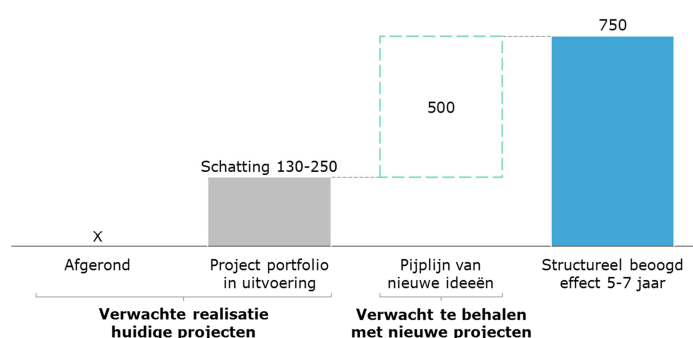 750
500
Schatting 130-250
X
Afgerond
Project portfolio
in uitvoering
Pijplijn van
nieuwe ideeën
Structureel beoogd
effect 5-7 jaar
Verwachte realisatie
huidige projecten
Verwacht te behalen
met nieuwe projecten